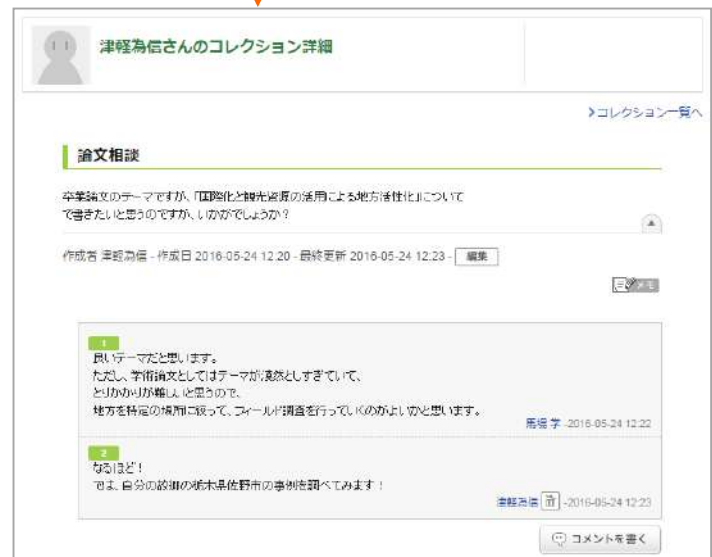 津軽為信さんのコレクション詳細
>コレクション一覧へ
論文相談
卒業論文のテーマですが、「国際化と観光資源の活用による地方活性化」について
で書きたいと思うのですが、いかがでしょうか？
作成者 津軽為信 - 作成日 2016-05-24 12:20 - 最終更新 2016-05-24 12:23 - 編集
メモ
1
良いテーマだと思います。
ただし、学術論文としてはテーマが漠然としすぎていて、
とりかかりが難しいと思うので、
地方を特定の場所に絞って、フィールド調査を行っていくのがよいかと思います。
馬場 学 -2016-05-24 12:22
2
なるほど！
では、自分の故郷の栃木県佐野市の事例を調べてみます！
津軽為信 -2016-05-24 12:23
コメントを書く